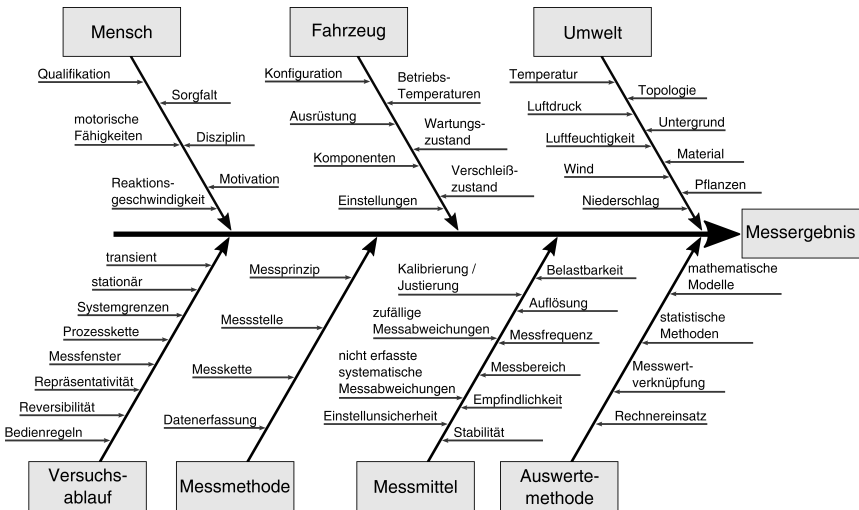 Mensch
Fahrzeug
Umwelt
Qualifikation
Sorgfalt
motorische
Fähigkeiten
Disziplin
Motivation
Reaktions-
geschwindigkeit
Konfiguration
Betriebs-
Temperaturen
Ausrüstung
Wartungs-
zustand
Komponenten
Verschleiß-
zustand
Einstellungen
Temperatur
Topologie
Luftdruck
Untergrund
Luftfeuchtigkeit
Material
Wind
Pflanzen
Niederschlag
Messergebnis
transient
stationär
Systemgrenzen
Prozesskette
Messfenster
Repräsentativität
Reversibilität
Bedienregeln
Messprinzip
Messstelle
Messkette
Datenerfassung
Kalibrierung /
Justierung
Belastbarkeit
Auflösung
zufällige
Messabweichungen
Messfrequenz
nicht erfasste
systematische
Messabweichungen
Messbereich
Empfindlichkeit
Einstellunsicherheit
Stabilität
mathematische
Modelle
statistische
Methoden
Messwert-
verknüpfung
Rechnereinsatz
Versuchs-
ablauf
Messmethode
Messmittel
Auswerte-
methode